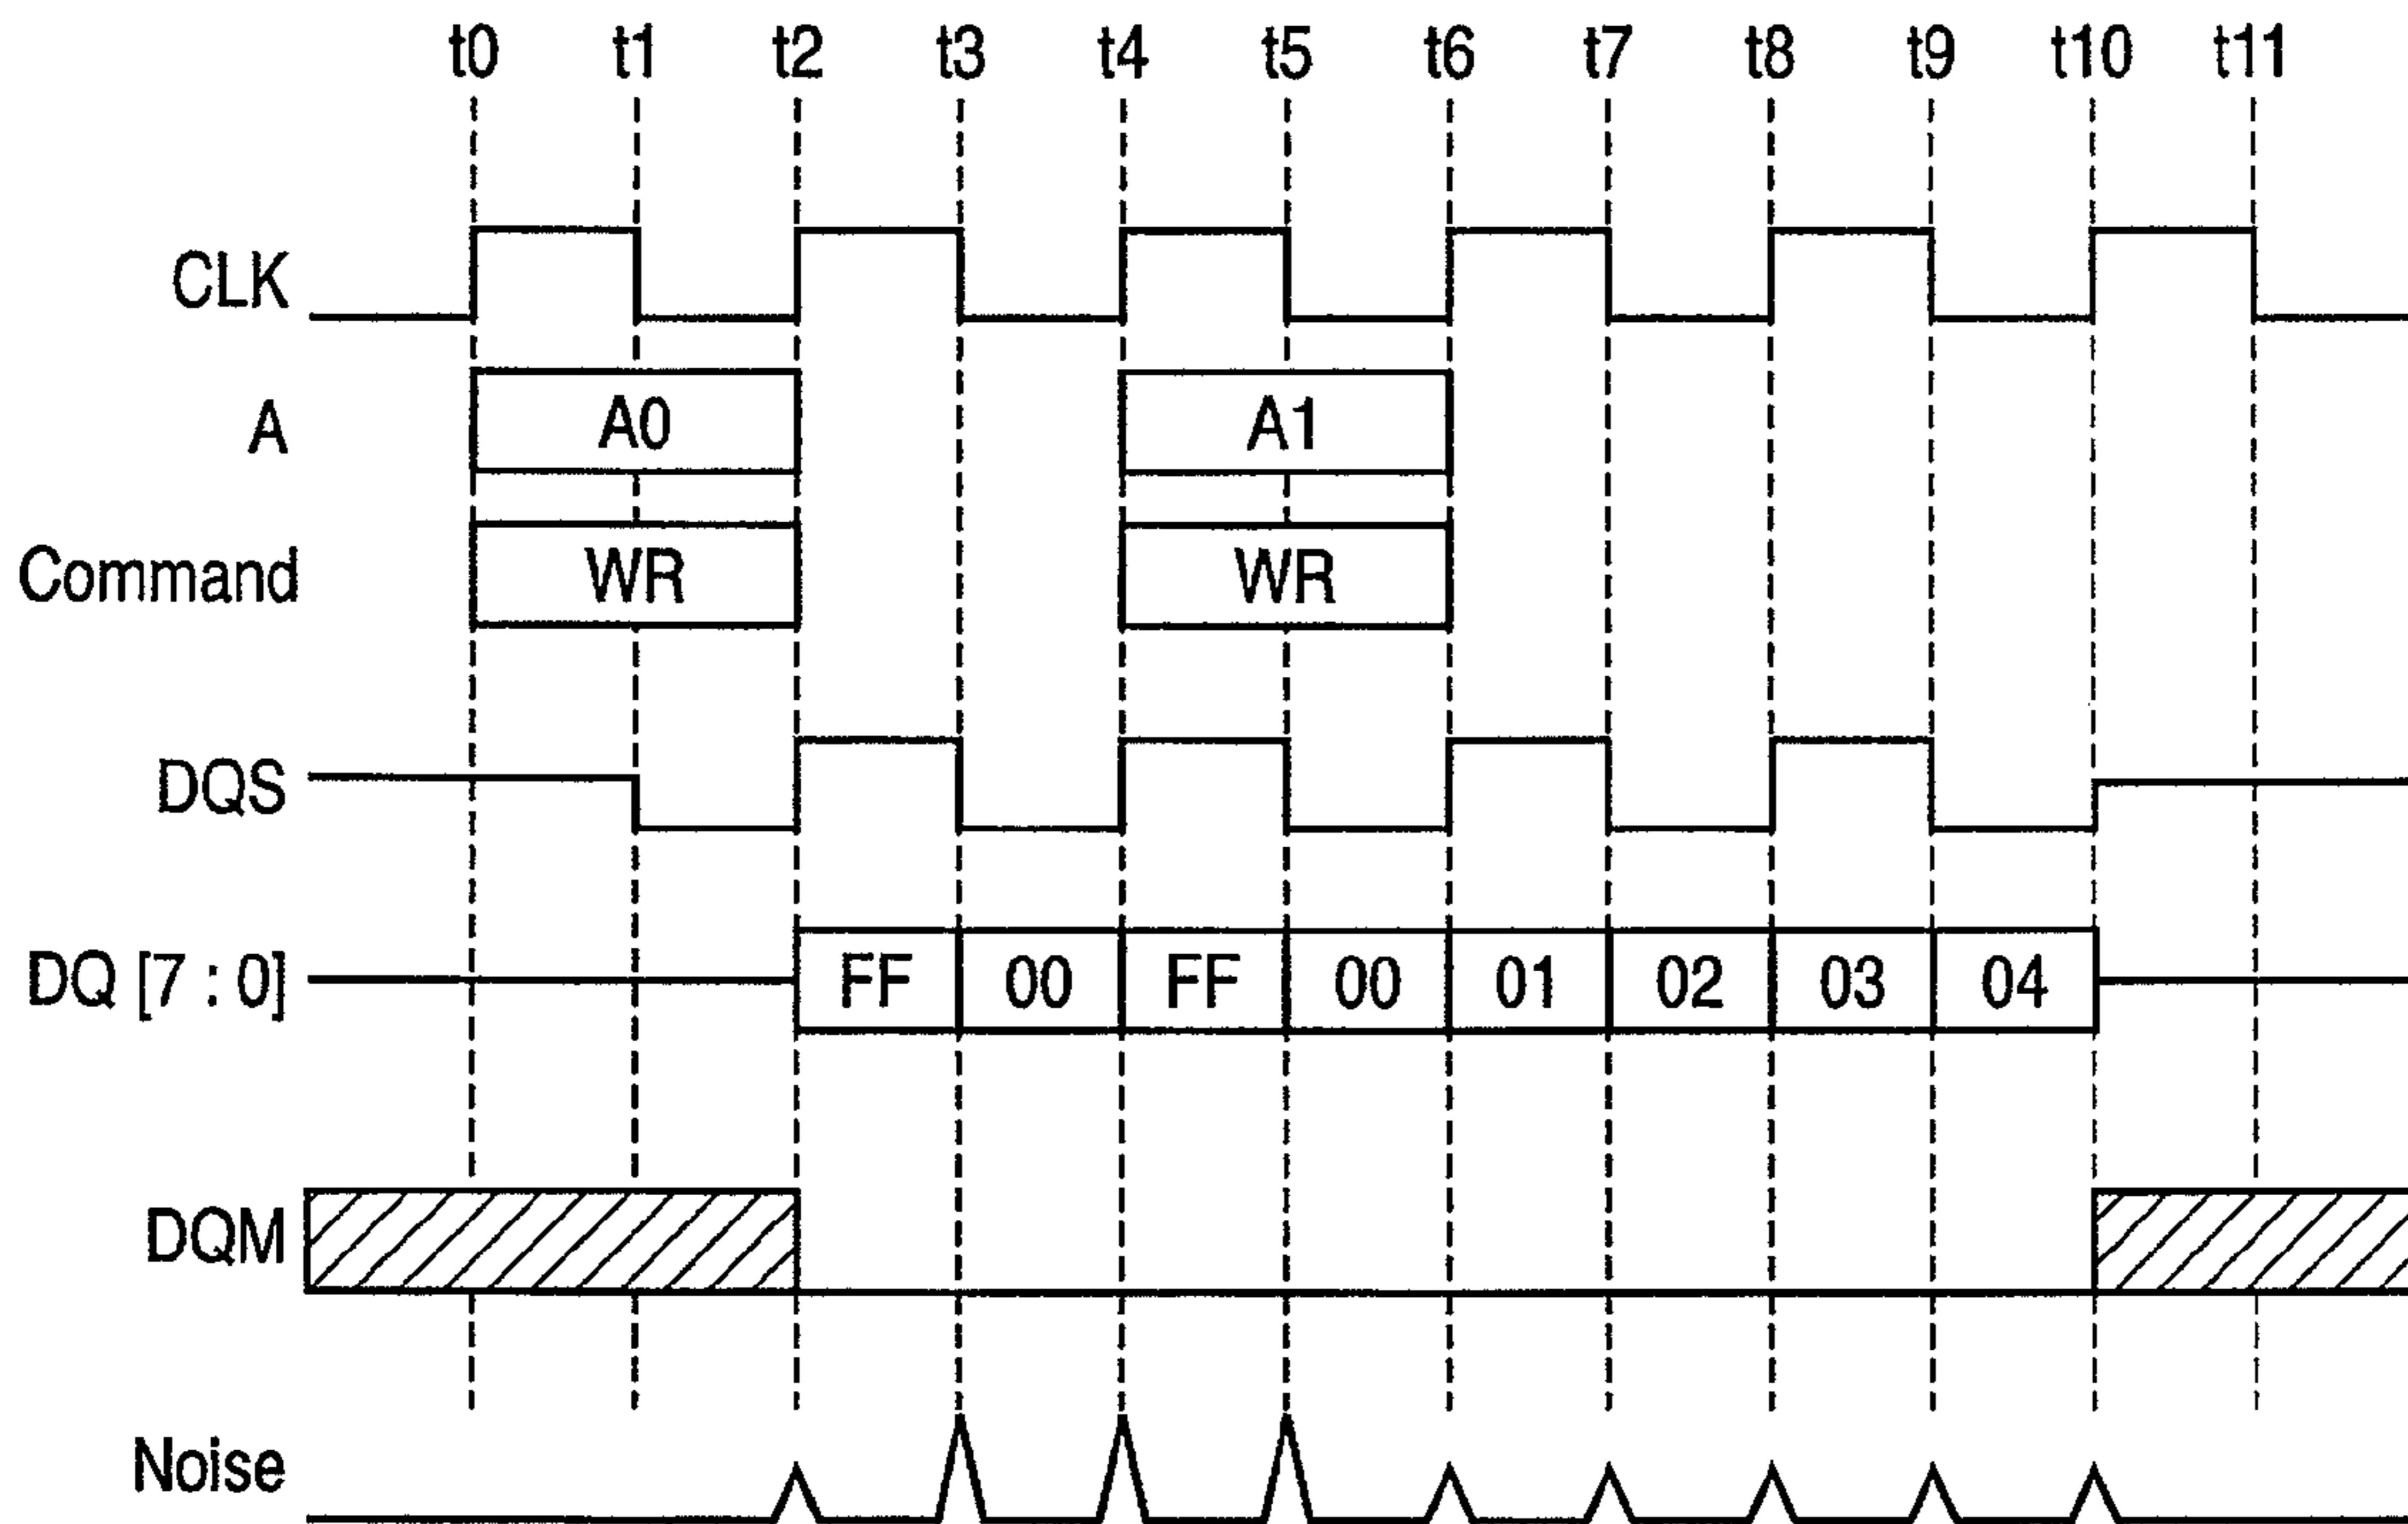 t0 t1 t2 t3 t4 t5 t6 t7 t8 t9 t10 t11
CLK
A A0 A1
Command WR WR
DQS
DQ [7 : 0] FF 00 FF 00 01 02 03 04
DQM
Noise